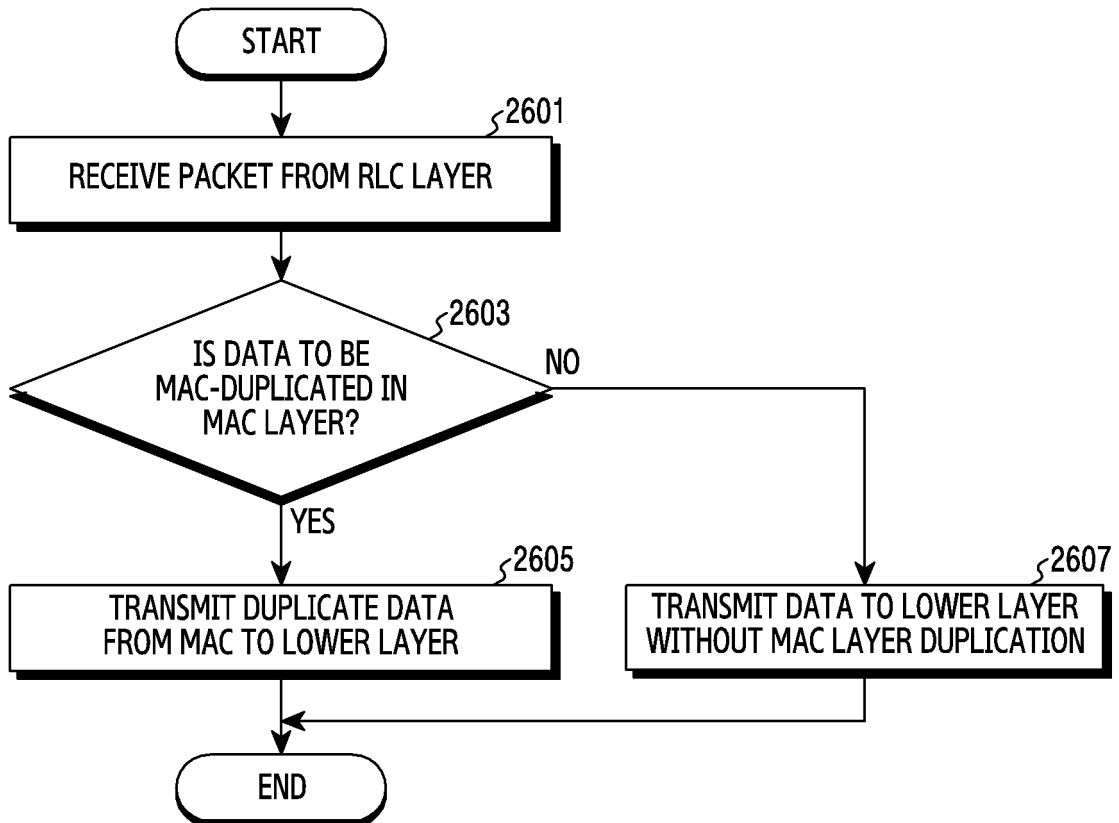 START
2601
RECEIVE PACKET FROM RLC LAYER
2603
IS DATA TO BE
MAC-DUPLICATED IN
MAC LAYER?
NO
YES
2605
TRANSMIT DUPLICATE DATA
FROM MAC TO LOWER LAYER
2607
TRANSMIT DATA TO LOWER LAYER
WITHOUT MAC LAYER DUPLICATION
END